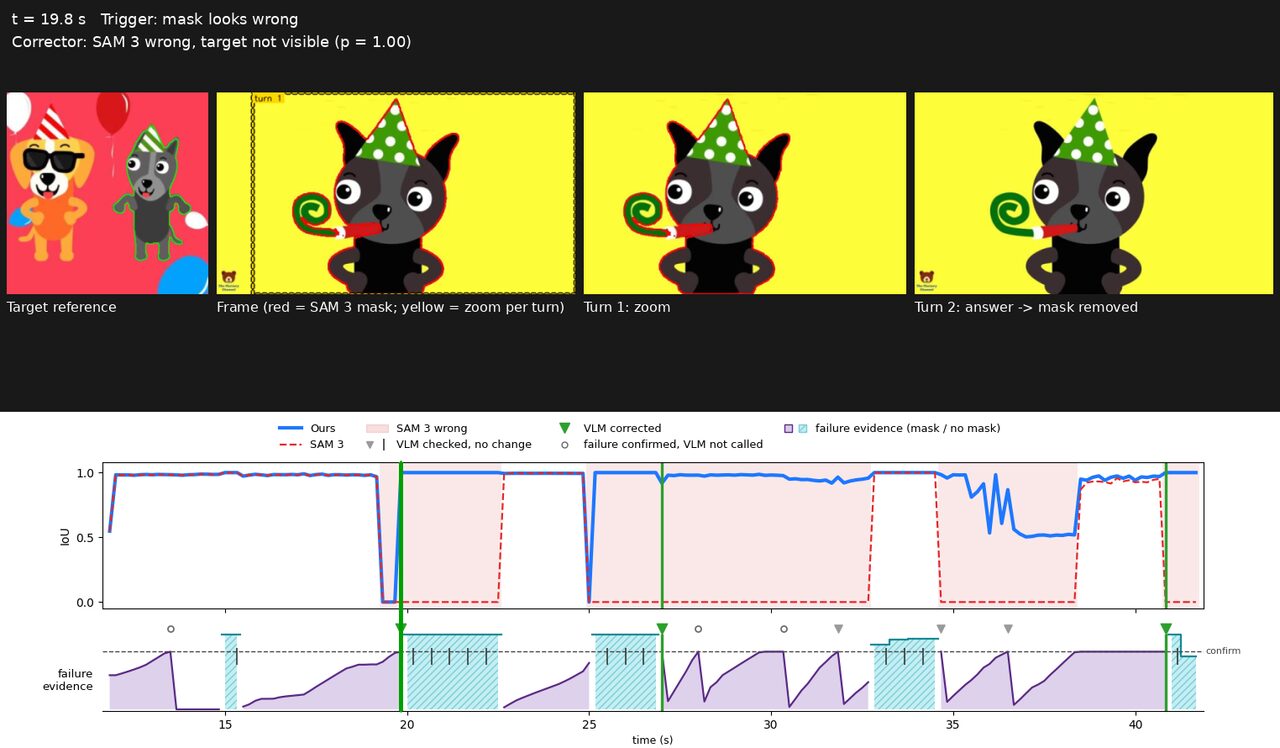 t = 19.8 s   Trigger: mask looks wrong
Corrector: SAM 3 wrong, target not visible (p = 1.00)
turn 1
Target reference
Frame (red = SAM 3 mask; yellow = zoom per turn)
Turn 1: zoom
Turn 2: answer -> mask removed
Ours
SAM 3 wrong
VLM corrected
failure evidence (mask / no mask)
SAM 3
VLM checked, no change
failure confirmed, VLM not called
1.0
0.5
0.0
IoU
confirm
failure
evidence
15
20
25
30
35
40
time (s)